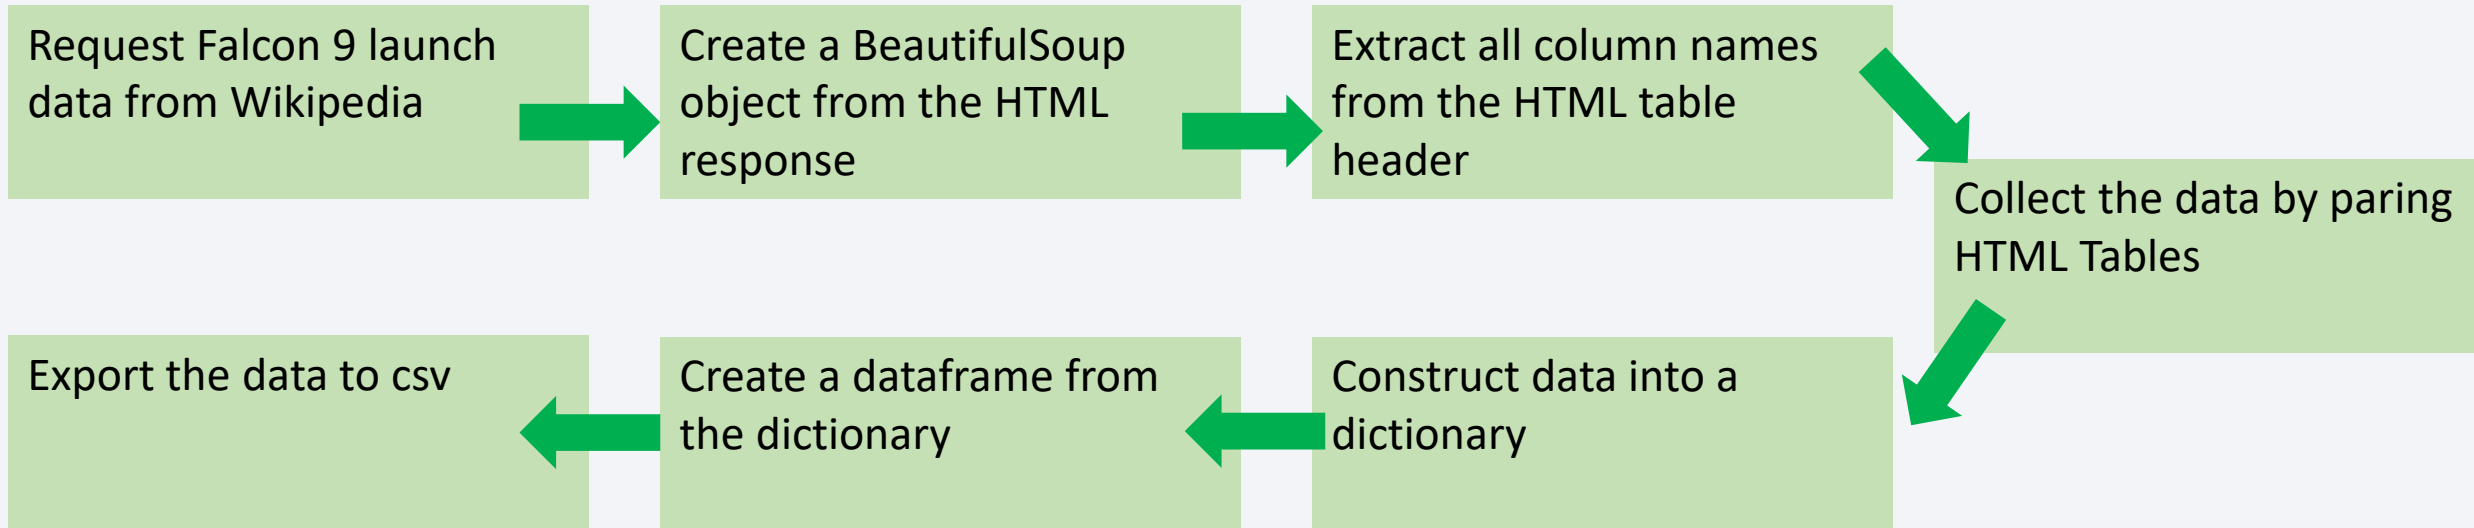 Request Falcon 9 launch
data from Wikipedia
Create a BeautifulSoup
object from the HTML
response
Extract all column names
from the HTML table
header
Collect the data by paring
HTML Tables
Construct data into a
dictionary
Create a dataframe from
the dictionary
Export the data to csv